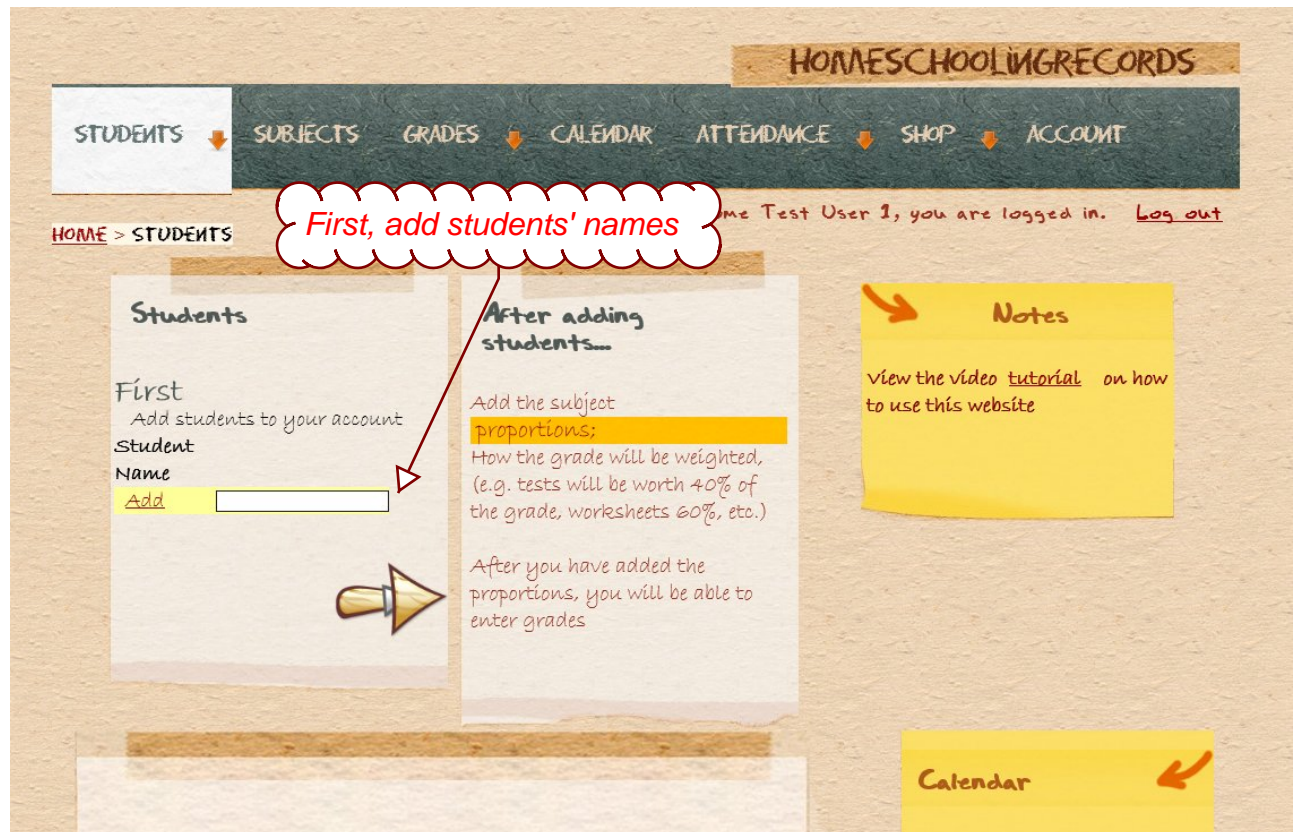 HOMESCHOOLINGRECORDS
STUDENTS SUBJECTS GRADES CALENDAR ATTENDANCE SHOP ACCOUNT
First, add students' names
Test User 1, you are logged in. Log out
HOME > STUDENTS
Students
First
Add students to your account
Student
Name
Add
After adding
students...
Add the subject
proportions;
How the grade will be weighted,
(e.g. tests will be worth 40% of
the grade, worksheets 60%, etc.)
After you have added the
proportions, you will be able to
enter grades
Notes
View the video tutorial on how
to use this website
Calendar